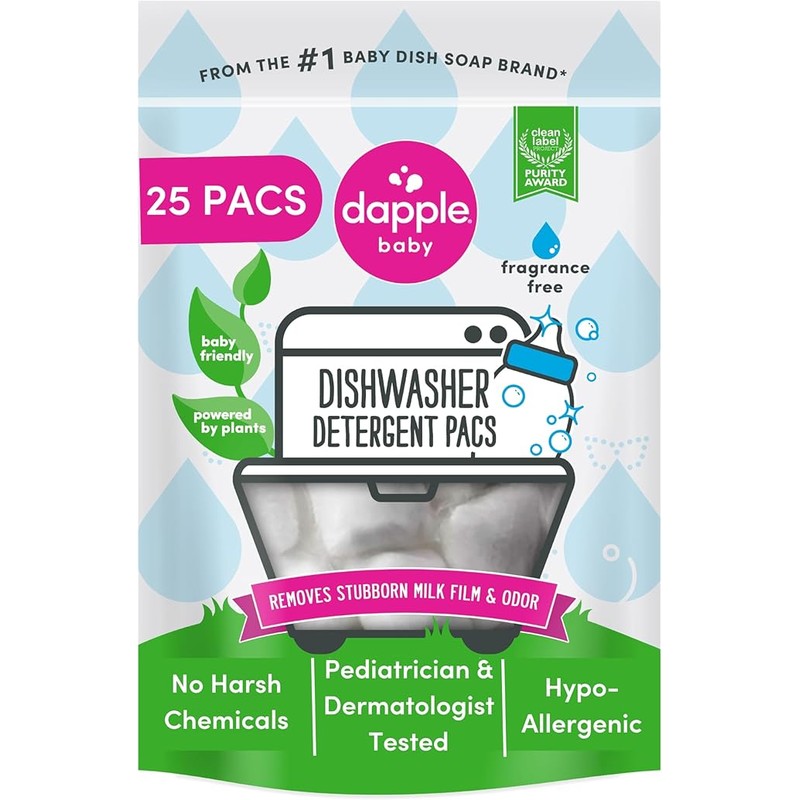 FROM THE #1 BABY DISH SOAP BRAND*
clean
label
PROJECT
PURITY
AWARD
25 PACS
dapple®
baby
fragrance
free
baby
friendly
powered
by plants
DISHWASHER
DETERGENT PACS
REMOVES STUBBORN MILK FILM & ODOR
No Harsh
Chemicals
Pediatrician &
Dermatologist
Tested
Hypo-
Allergenic